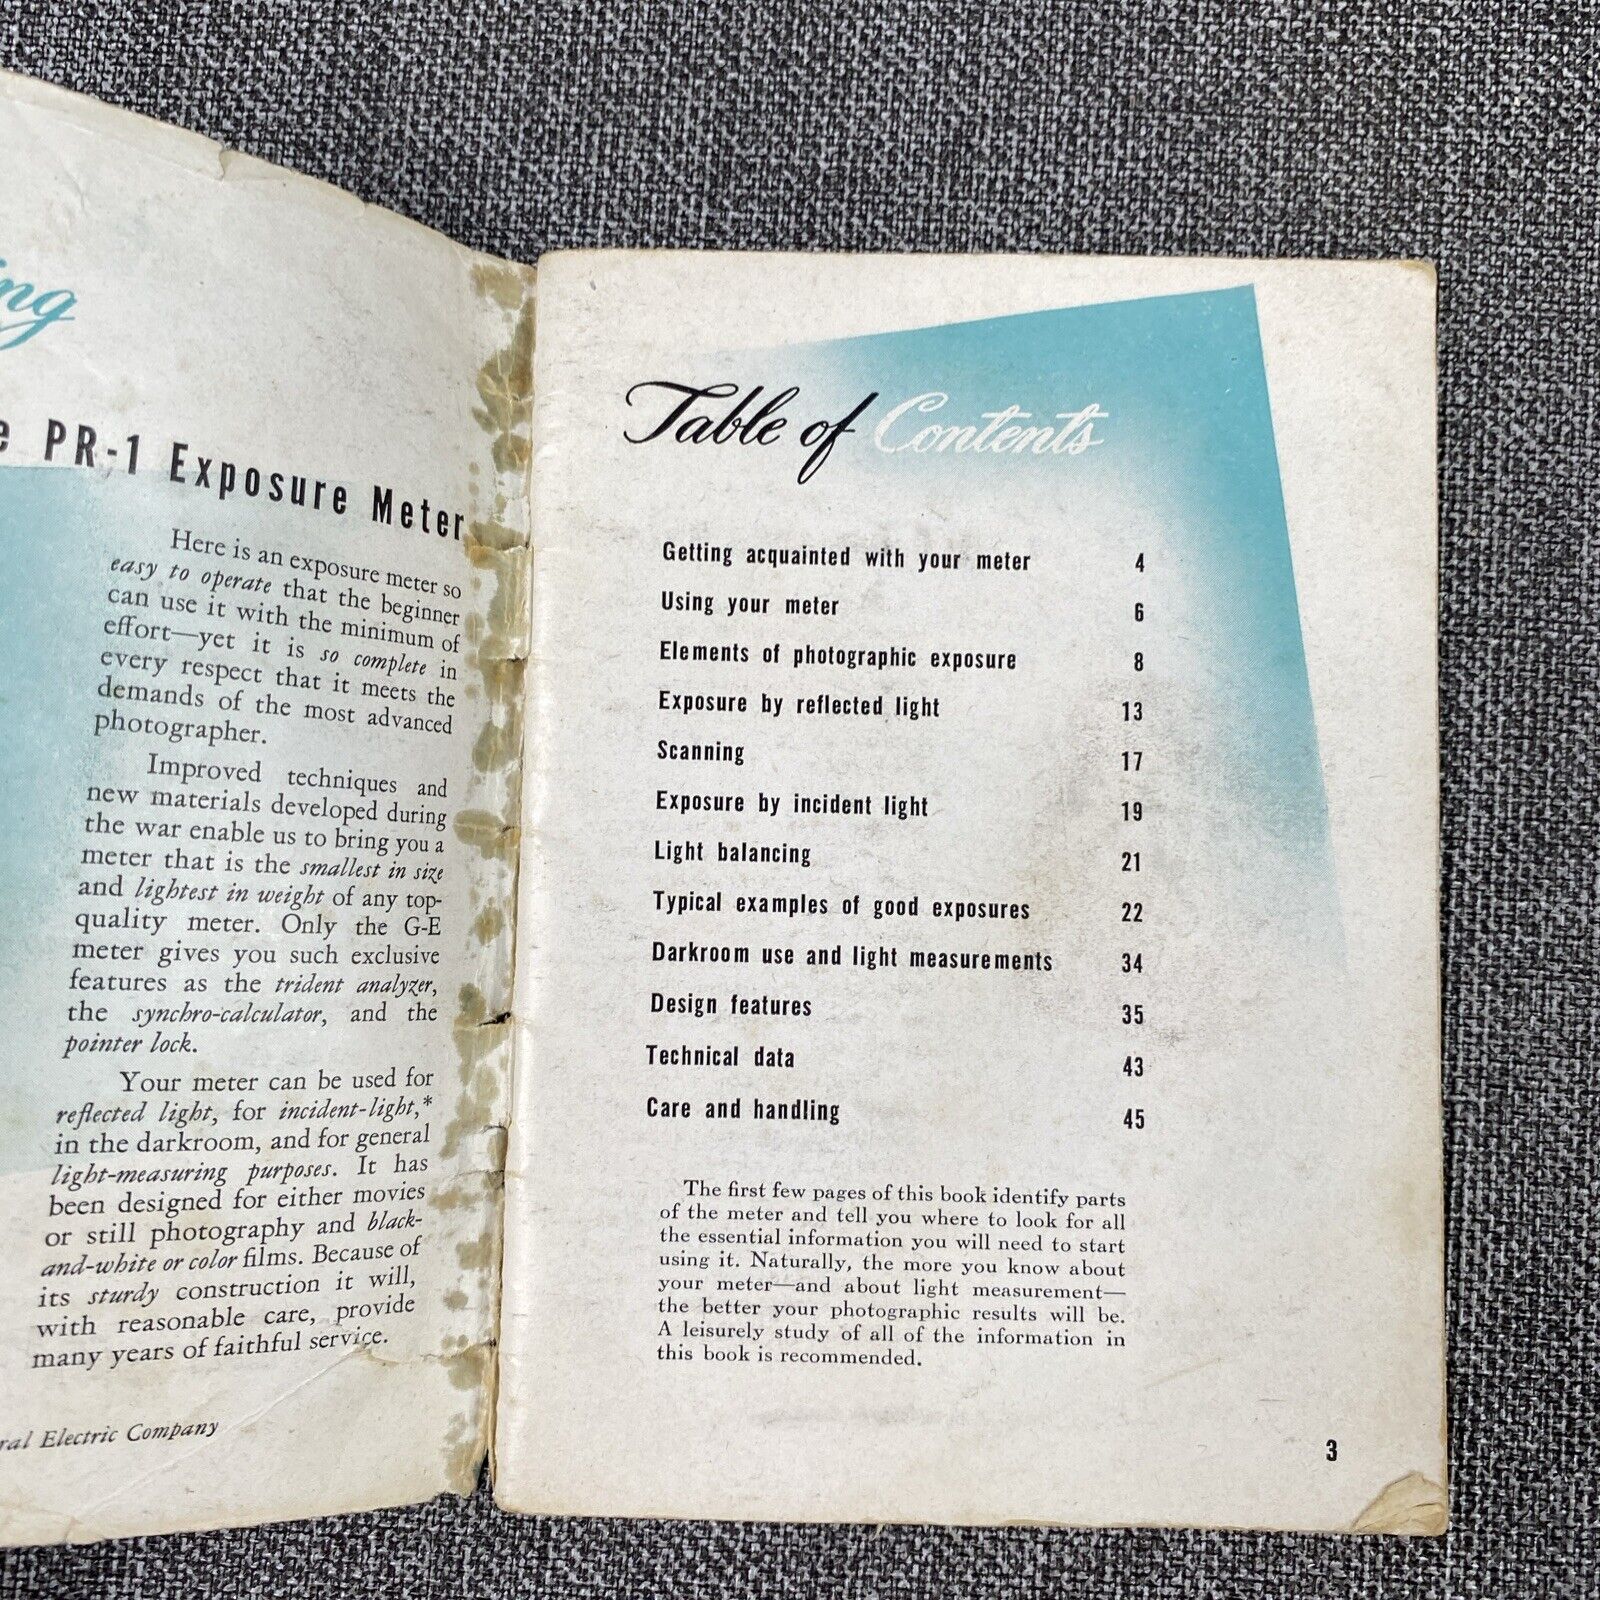 PR-1 Exposure Meter
Here is an exposure meter so
easy to operate that the beginner
can use it with the minimum of
effort—yet it is so complete in
every respect that it meets the
demands of the most advanced
photographer.
Improved techniques and
new materials developed during
the war enable us to bring you a
meter that is the smallest in size
and lightest in weight of any top-
quality meter. Only the G-E
meter gives you such exclusive
features as the trident analyzer,
the synchro-calculator, and the
pointer lock.
Your meter can be used for
reflected light, for incident-light,*
in the darkroom, and for general
light-measuring purposes. It has
been designed for either movies
or still photography and black-
and-white or color films. Because of
its sturdy construction it will,
with reasonable care, provide
many years of faithful service.
Electric Company
Table of Contents
Getting acquainted with your meter 4
Using your meter 6
Elements of photographic exposure 8
Exposure by reflected light 13
Scanning 17
Exposure by incident light 19
Light balancing 21
Typical examples of good exposures 22
Darkroom use and light measurements 34
Design features 35
Technical data 43
Care and handling 45
The first few pages of this book identify parts
of the meter and tell you where to look for all
the essential information you will need to start
using it. Naturally, the more you know about
your meter—and about light measurement—
the better your photographic results will be.
A leisurely study of all of the information in
this book is recommended.
3